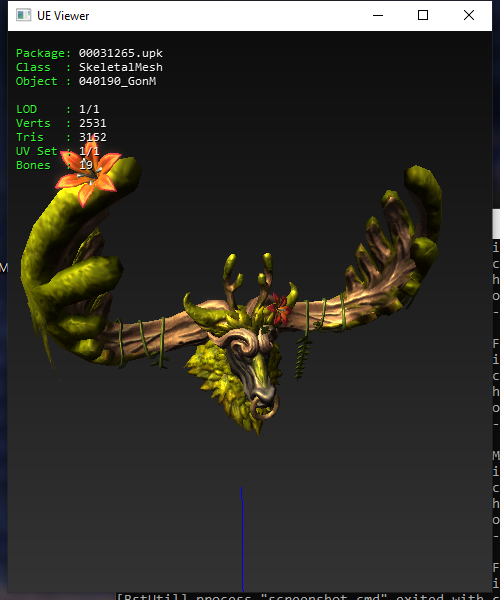 UE Viewer
Package: 00031265.upk
Class : SkeletalMesh
Object : 040190_GonM
LOD : 1/1
Verts : 2531
Tris : 3152
UV Set : 1/1
Bones : 19
M
i
c
h
o
-
F
i
c
h
o
-
M
i
c
h
o
-
F
i
[BstUtil] process "screenshot.cmd" exited with c